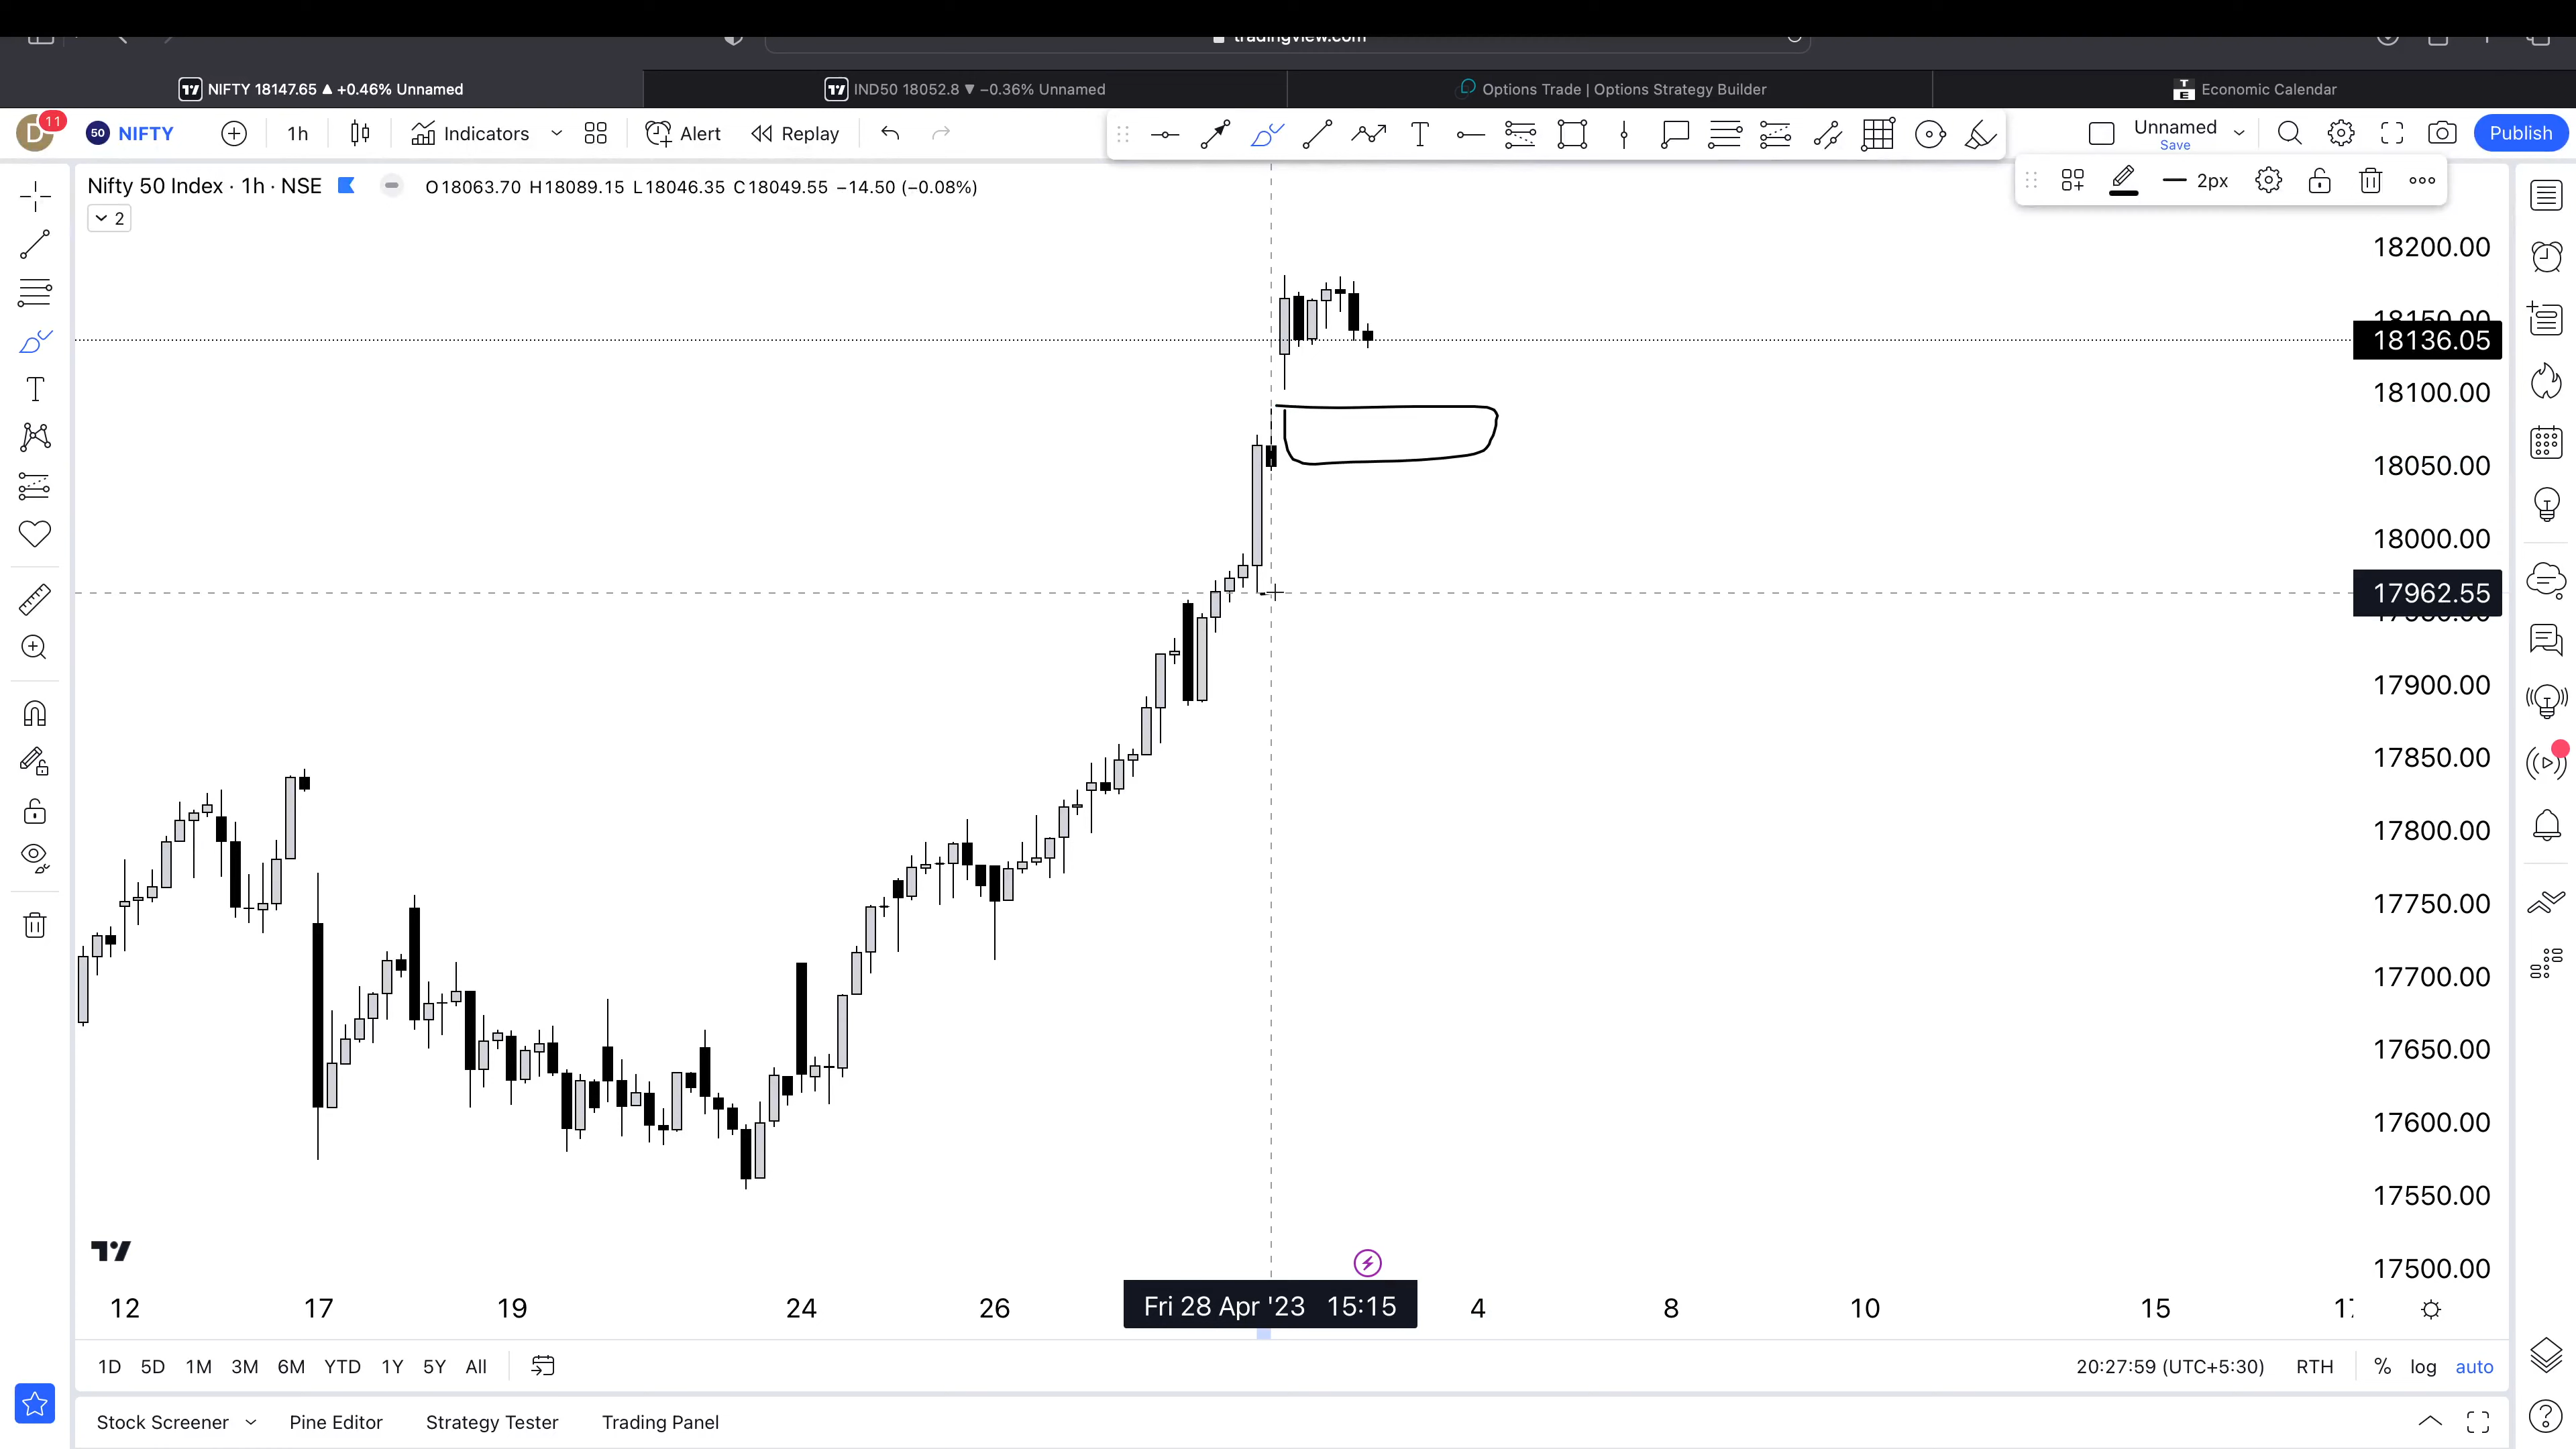 tradingview.com
NIFTY 18147.65 ▲ +0.46% Unnamed
IND50 18052.8 ▼ −0.36% Unnamed
Options Trade | Options Strategy Builder
Economic Calendar
D 11
50 NIFTY
1h
Indicators
Alert
Replay
Unnamed
Save
Publish
Nifty 50 Index · 1h · NSE
O18063.70 H18089.15 L18046.35 C18049.55 −14.50 (−0.08%)
2px
2
18200.00
18150.00
18136.05
18100.00
18050.00
18000.00
17962.55
17900.00
17850.00
17800.00
17750.00
17700.00
17650.00
17600.00
17550.00
17500.00
12 17 19 24 26 Fri 28 Apr '23 15:15 4 8 10 15
1D 5D 1M 3M 6M YTD 1Y 5Y All
20:27:59 (UTC+5:30) RTH % log auto
Stock Screener Pine Editor Strategy Tester Trading Panel